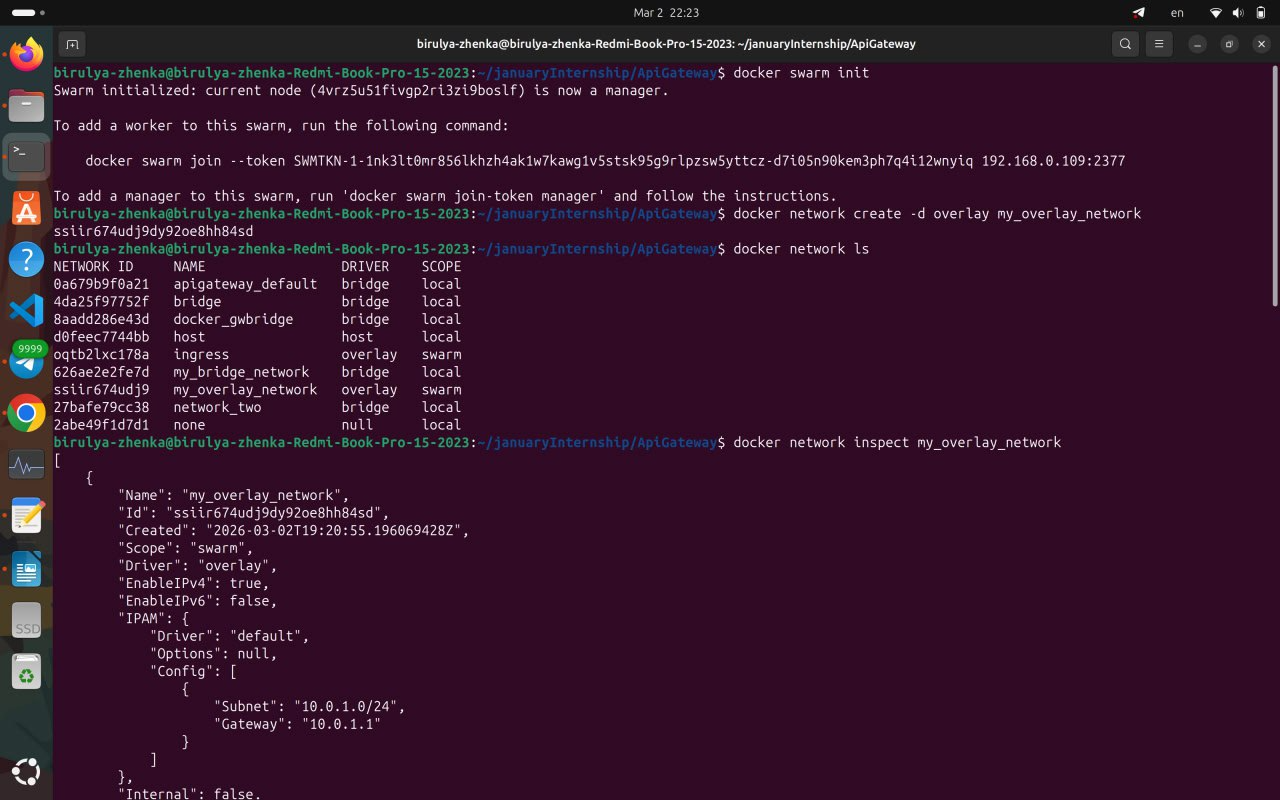 Mar 2 22:23
en
birulya-zhenka@birulya-zhenka-Redmi-Book-Pro-15-2023: ~/januaryInternship/ApiGateway
birulya-zhenka@birulya-zhenka-Redmi-Book-Pro-15-2023:~/januaryInternship/ApiGateway$ docker swarm init
Swarm initialized: current node (4vrz5u51fivgp2ri3zi9boslf) is now a manager.
To add a worker to this swarm, run the following command:
docker swarm join --token SWMTKN-1-1nk3lt0mr856lkhzh4ak1w7kawg1v5stsk95g9rlpzsw5yttcz-d7i05n90kem3ph7q4i12wnyiq 192.168.0.109:2377
To add a manager to this swarm, run 'docker swarm join-token manager' and follow the instructions.
birulya-zhenka@birulya-zhenka-Redmi-Book-Pro-15-2023:~/januaryInternship/ApiGateway$ docker network create -d overlay my_overlay_network
ssiir674udj9dy92oe8hh84sd
birulya-zhenka@birulya-zhenka-Redmi-Book-Pro-15-2023:~/januaryInternship/ApiGateway$ docker network ls
NETWORK ID     NAME                 DRIVER    SCOPE
0a679b9f0a21   apigateway_default   bridge    local
4da25f97752f   bridge               bridge    local
8aadd286e43d   docker_gwbridge      bridge    local
d0feec7744bb   host                 host      local
oqtb2lxc178a   ingress              overlay   swarm
626ae2e2fe7d   my_bridge_network    bridge    local
ssiir674udj9   my_overlay_network   overlay   swarm
27bafe79cc38   network_two          bridge    local
2abe49f1d7d1   none                 null      local
birulya-zhenka@birulya-zhenka-Redmi-Book-Pro-15-2023:~/januaryInternship/ApiGateway$ docker network inspect my_overlay_network
[
{
"Name": "my_overlay_network",
"Id": "ssiir674udj9dy92oe8hh84sd",
"Created": "2026-03-02T19:20:55.196069428Z",
"Scope": "swarm",
"Driver": "overlay",
"EnableIPv4": true,
"EnableIPv6": false,
"IPAM": {
"Driver": "default",
"Options": null,
"Config": [
{
"Subnet": "10.0.1.0/24",
"Gateway": "10.0.1.1"
}
]
},
"Internal": false,
9999
SSD